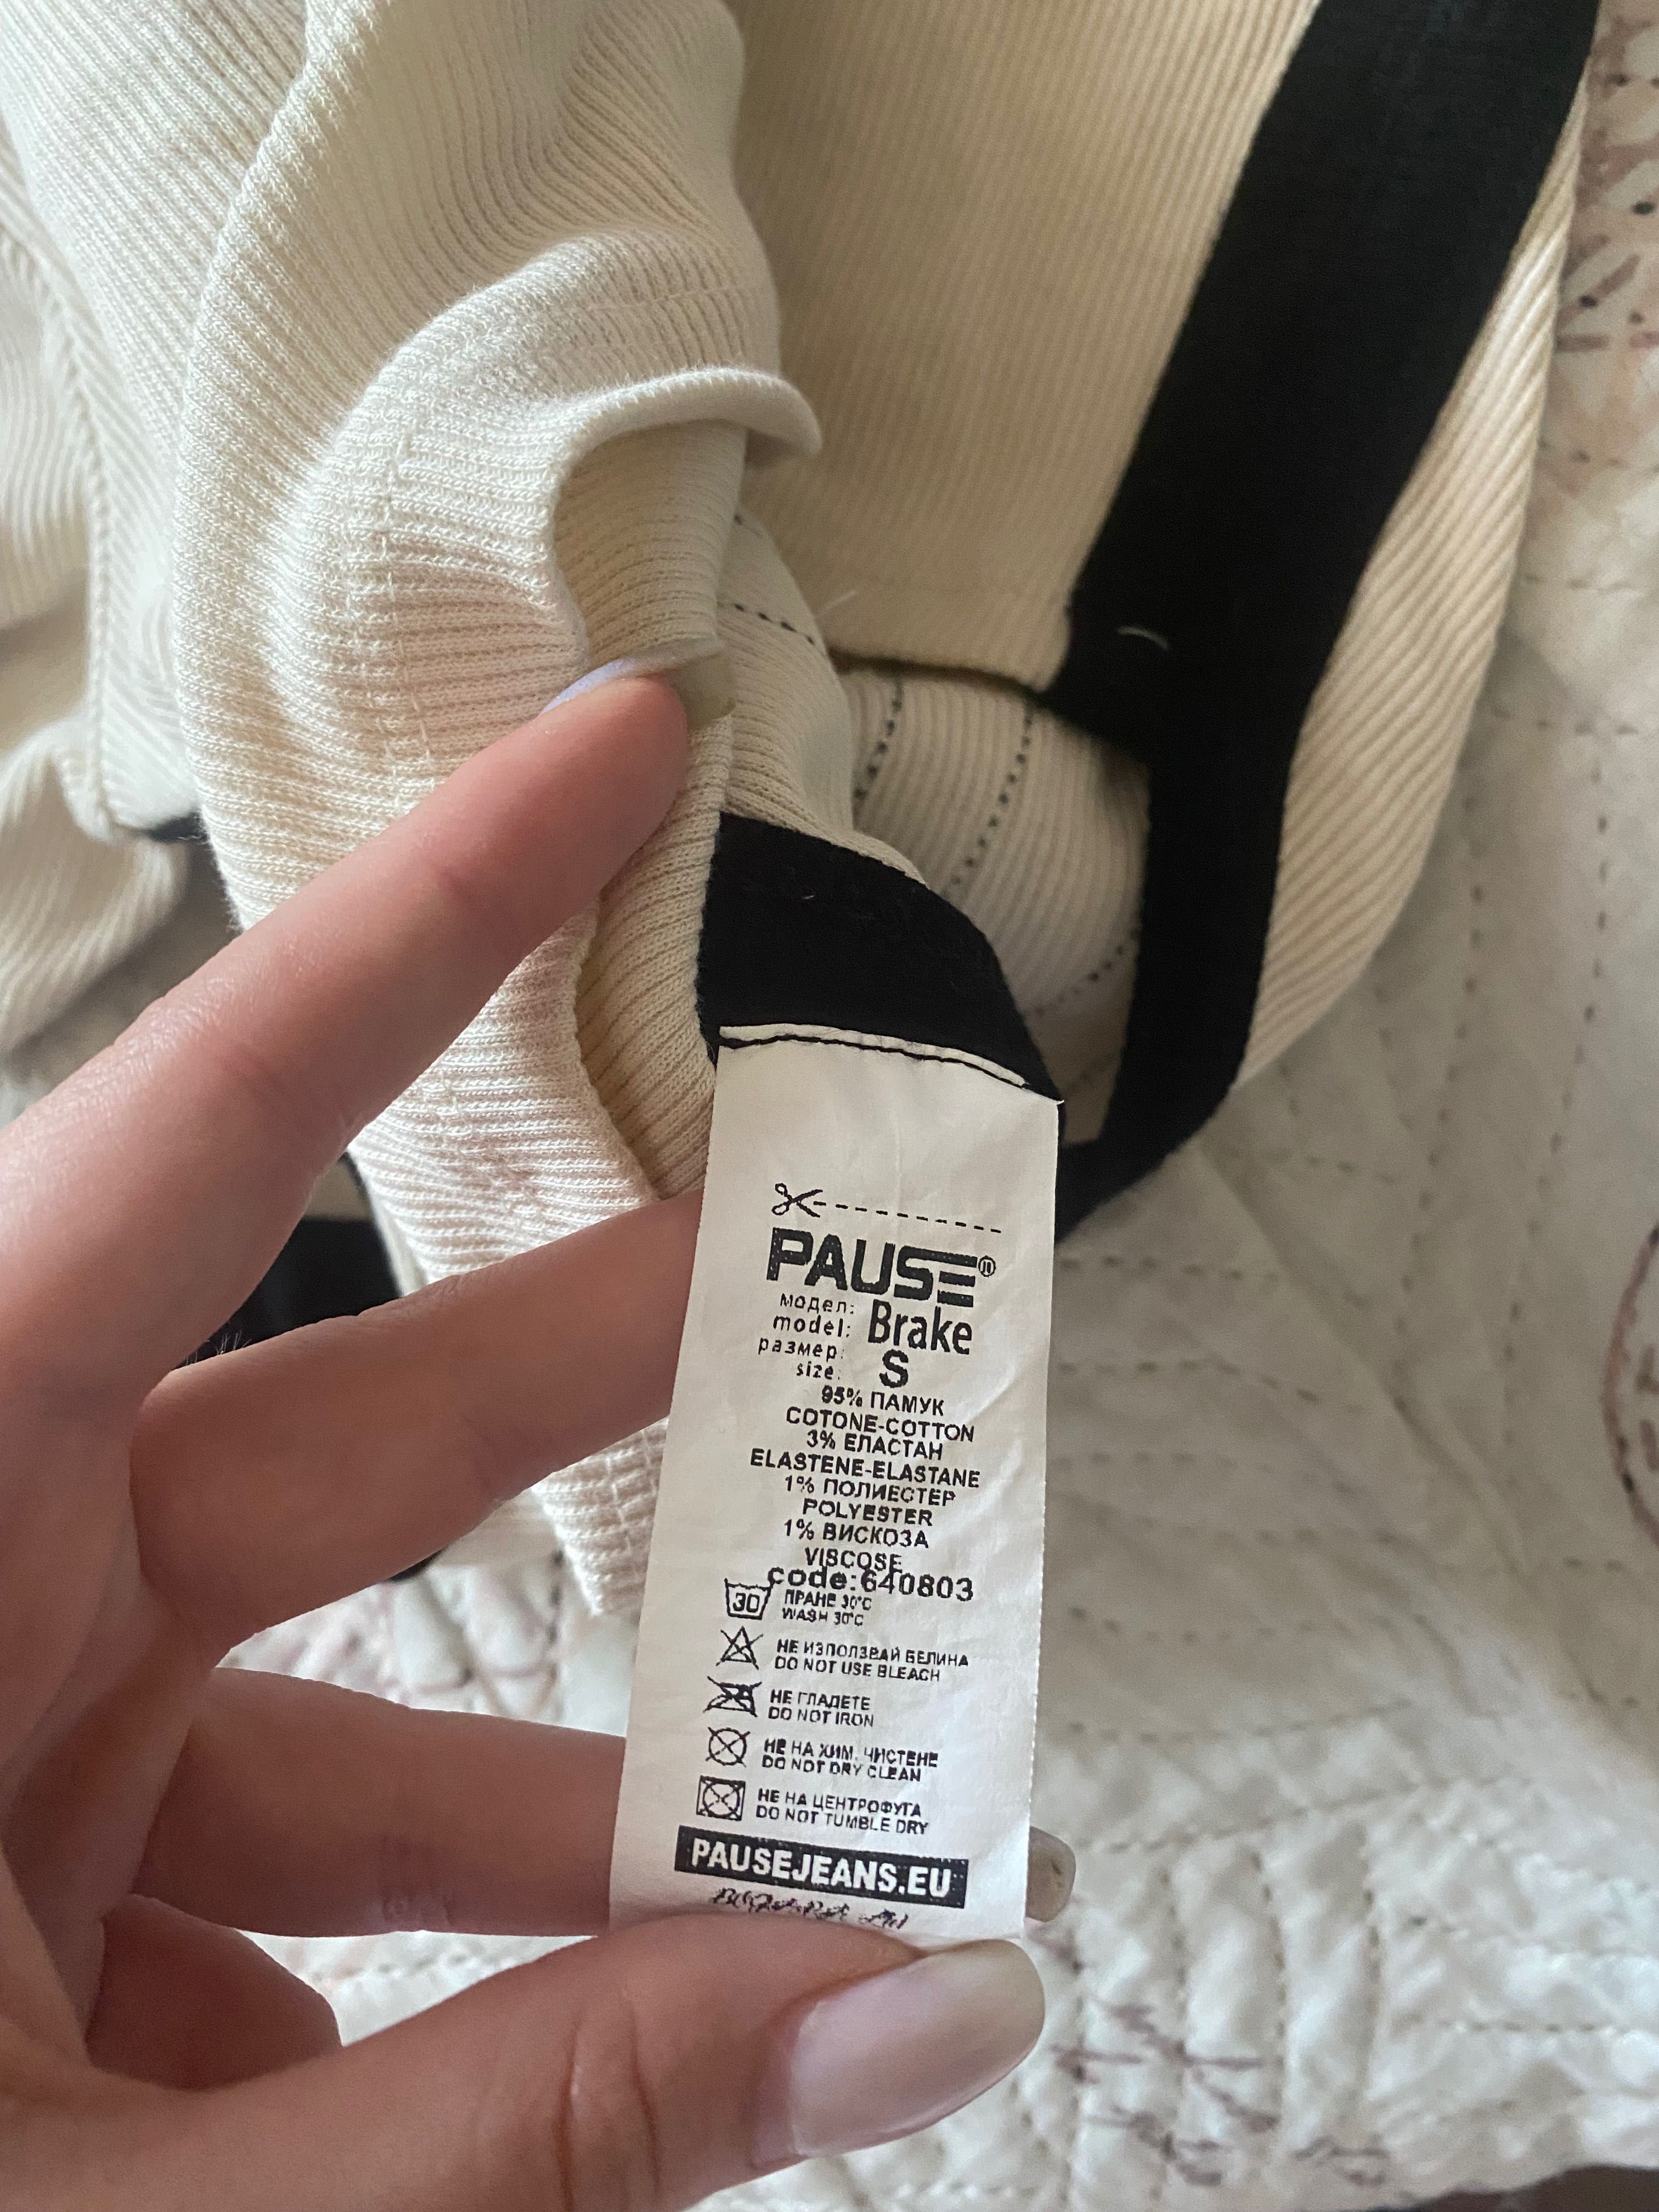 PAUSE®
модел:
model: Brake
размер:
size: S
95% ПАМУК
COTONE-COTTON
3% ЕЛАСТАН
ELASTENE-ELASTANE
1% ПОЛИЕСТЕР
POLYESTER
1% ВИСКОЗА
VISCOSE
code:640803
30 ПРАНЕ 30°C
WASH 30°C
НЕ ИЗПОЛЗВАЙ БЕЛИНА
DO NOT USE BLEACH
НЕ ГЛАДЕТЕ
DO NOT IRON
НЕ НА ХИМ. ЧИСТЕНЕ
DO NOT DRY CLEAN
НЕ НА ЦЕНТРОФУГА
DO NOT TUMBLE DRY
PAUSEJEANS.EU